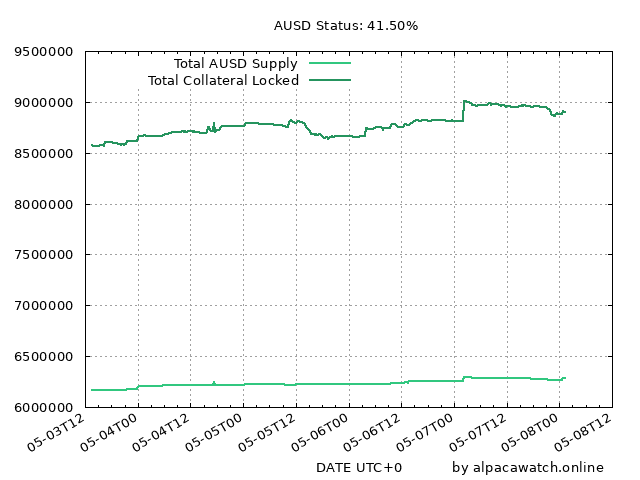 AUSD Status: 41.50%
Total AUSD Supply
Total Collateral Locked
9500000
9000000
8500000
8000000
7500000
7000000
6500000
6000000
05-03T12
05-04T00
05-04T12
05-05T00
05-05T12
05-06T00
05-06T12
05-07T00
05-07T12
05-08T00
05-08T12
DATE UTC+0
by alpacawatch.online